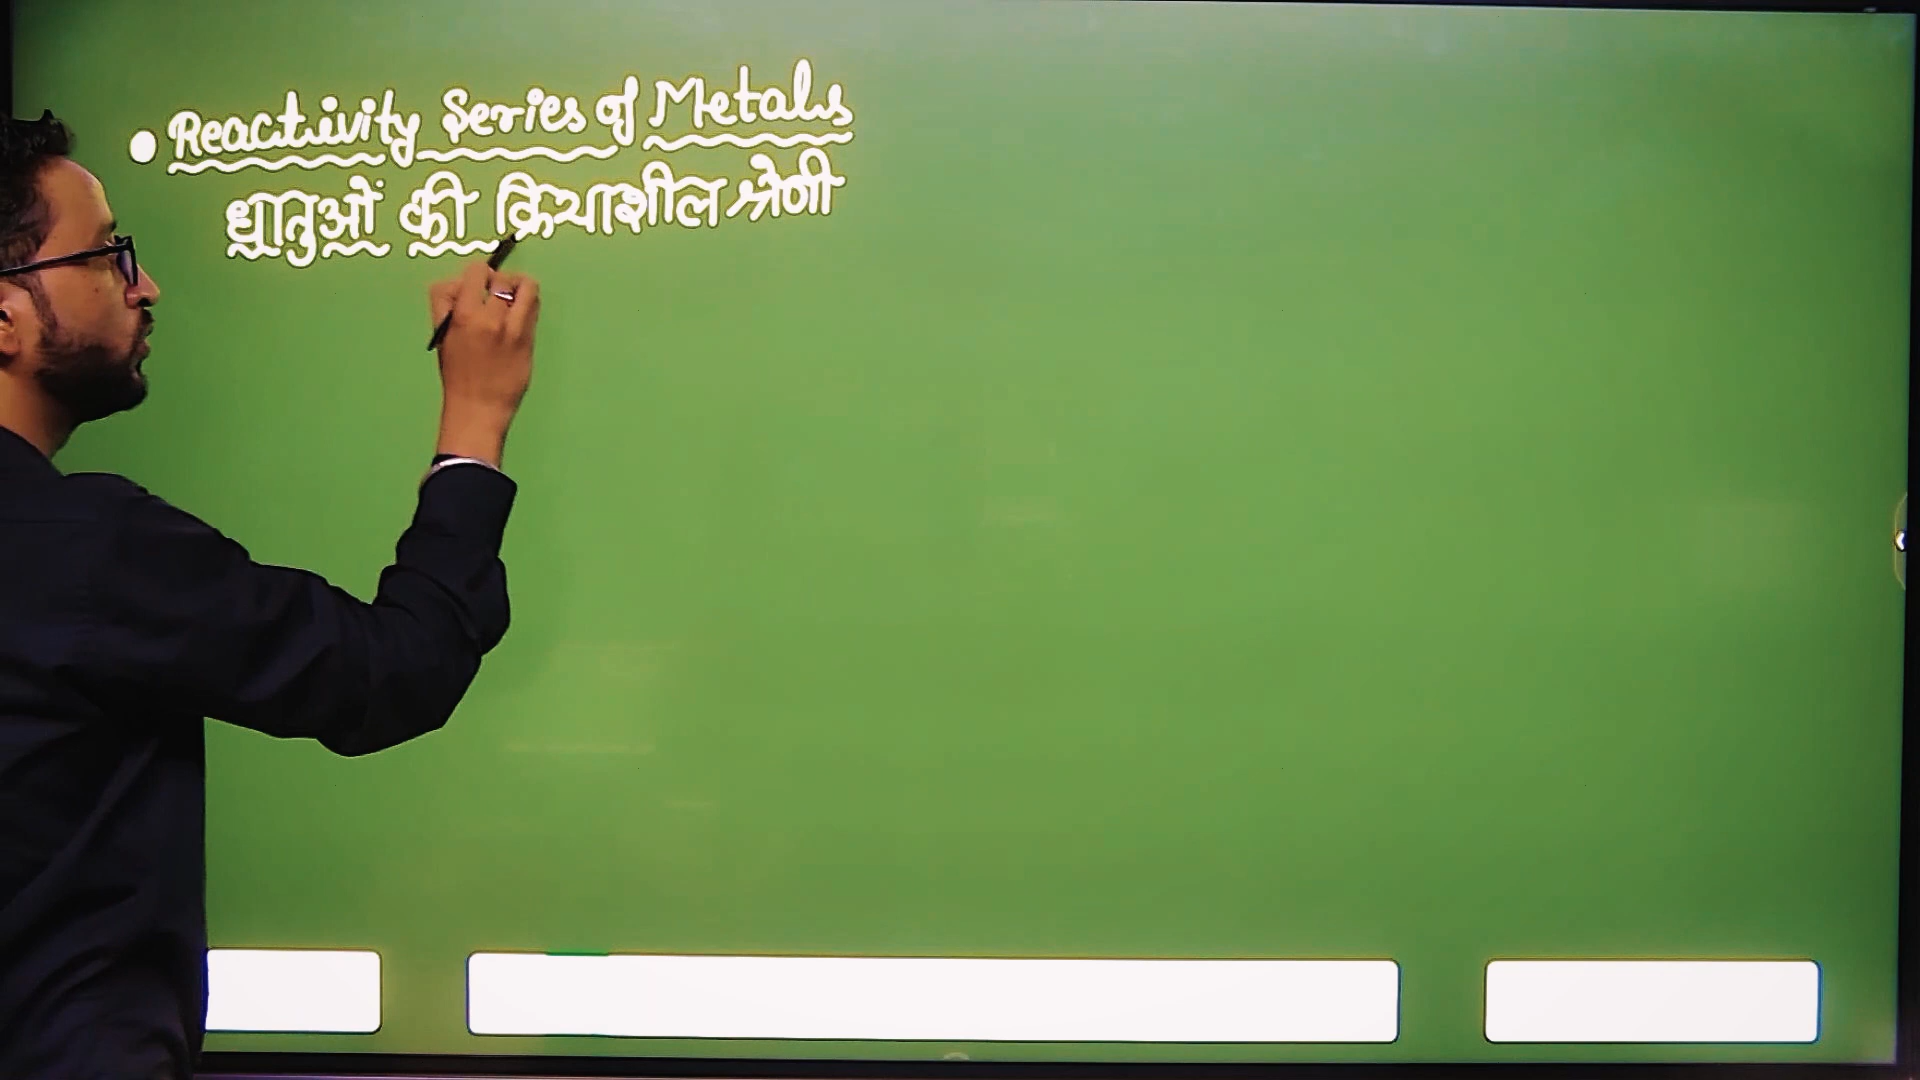 • Reactivity Series of Metals
धातुओं की क्रियाशील श्रेणी